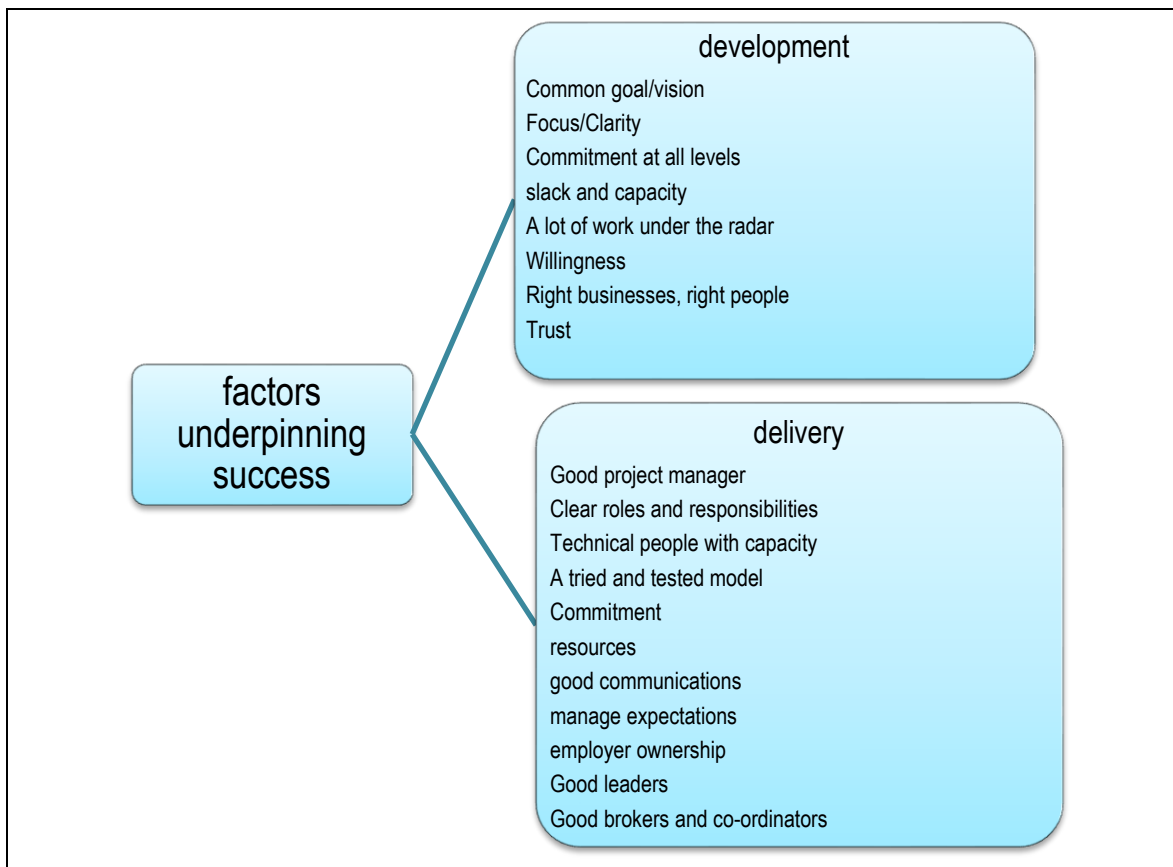 factors
underpinning
success
development
Common goal/vision
Focus/Clarity
Commitment at all levels
slack and capacity
A lot of work under the radar
Willingness
Right businesses, right people
Trust
delivery
Good project manager
Clear roles and responsibilities
Technical people with capacity
A tried and tested model
Commitment
resources
good communications
manage expectations
employer ownership
Good leaders
Good brokers and co-ordinators